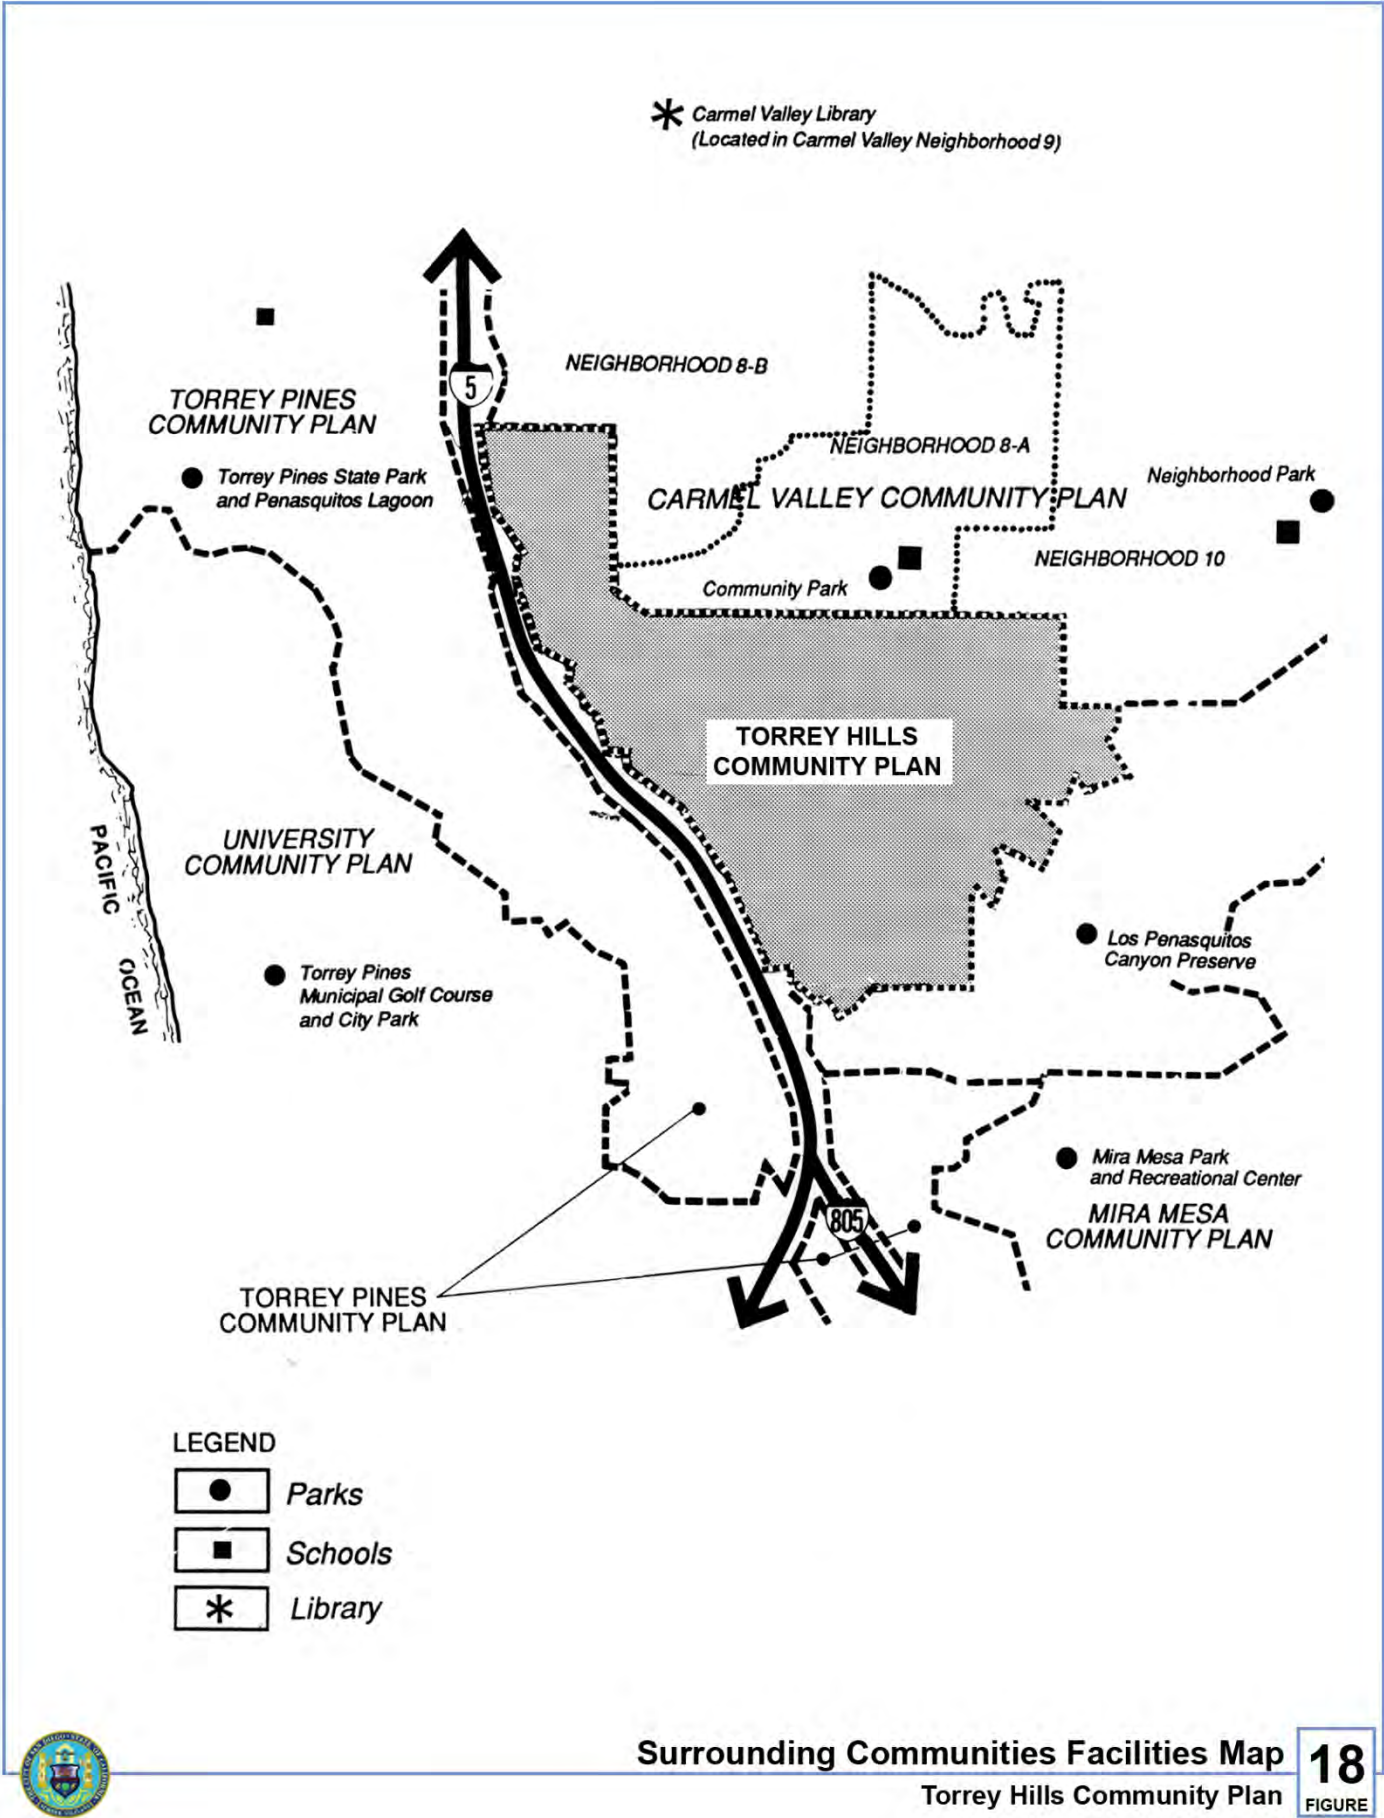 Carmel Valley Library
(Located in Carmel Valley Neighborhood 9)
5
NEIGHBORHOOD 8-B
TORREY PINES
COMMUNITY PLAN
NEIGHBORHOOD 8-A
Torrey Pines State Park
and Penasquitos Lagoon
CARMEL VALLEY COMMUNITY PLAN
Neighborhood Park
NEIGHBORHOOD 10
Community Park
TORREY HILLS
COMMUNITY PLAN
UNIVERSITY
COMMUNITY PLAN
PACIFIC OCEAN
Los Penasquitos
Canyon Preserve
Torrey Pines
Municipal Golf Course
and City Park
Mira Mesa Park
and Recreational Center
MIRA MESA
COMMUNITY PLAN
805
TORREY PINES
COMMUNITY PLAN
LEGEND
Parks
Schools
Library
Surrounding Communities Facilities Map
Torrey Hills Community Plan
18
FIGURE